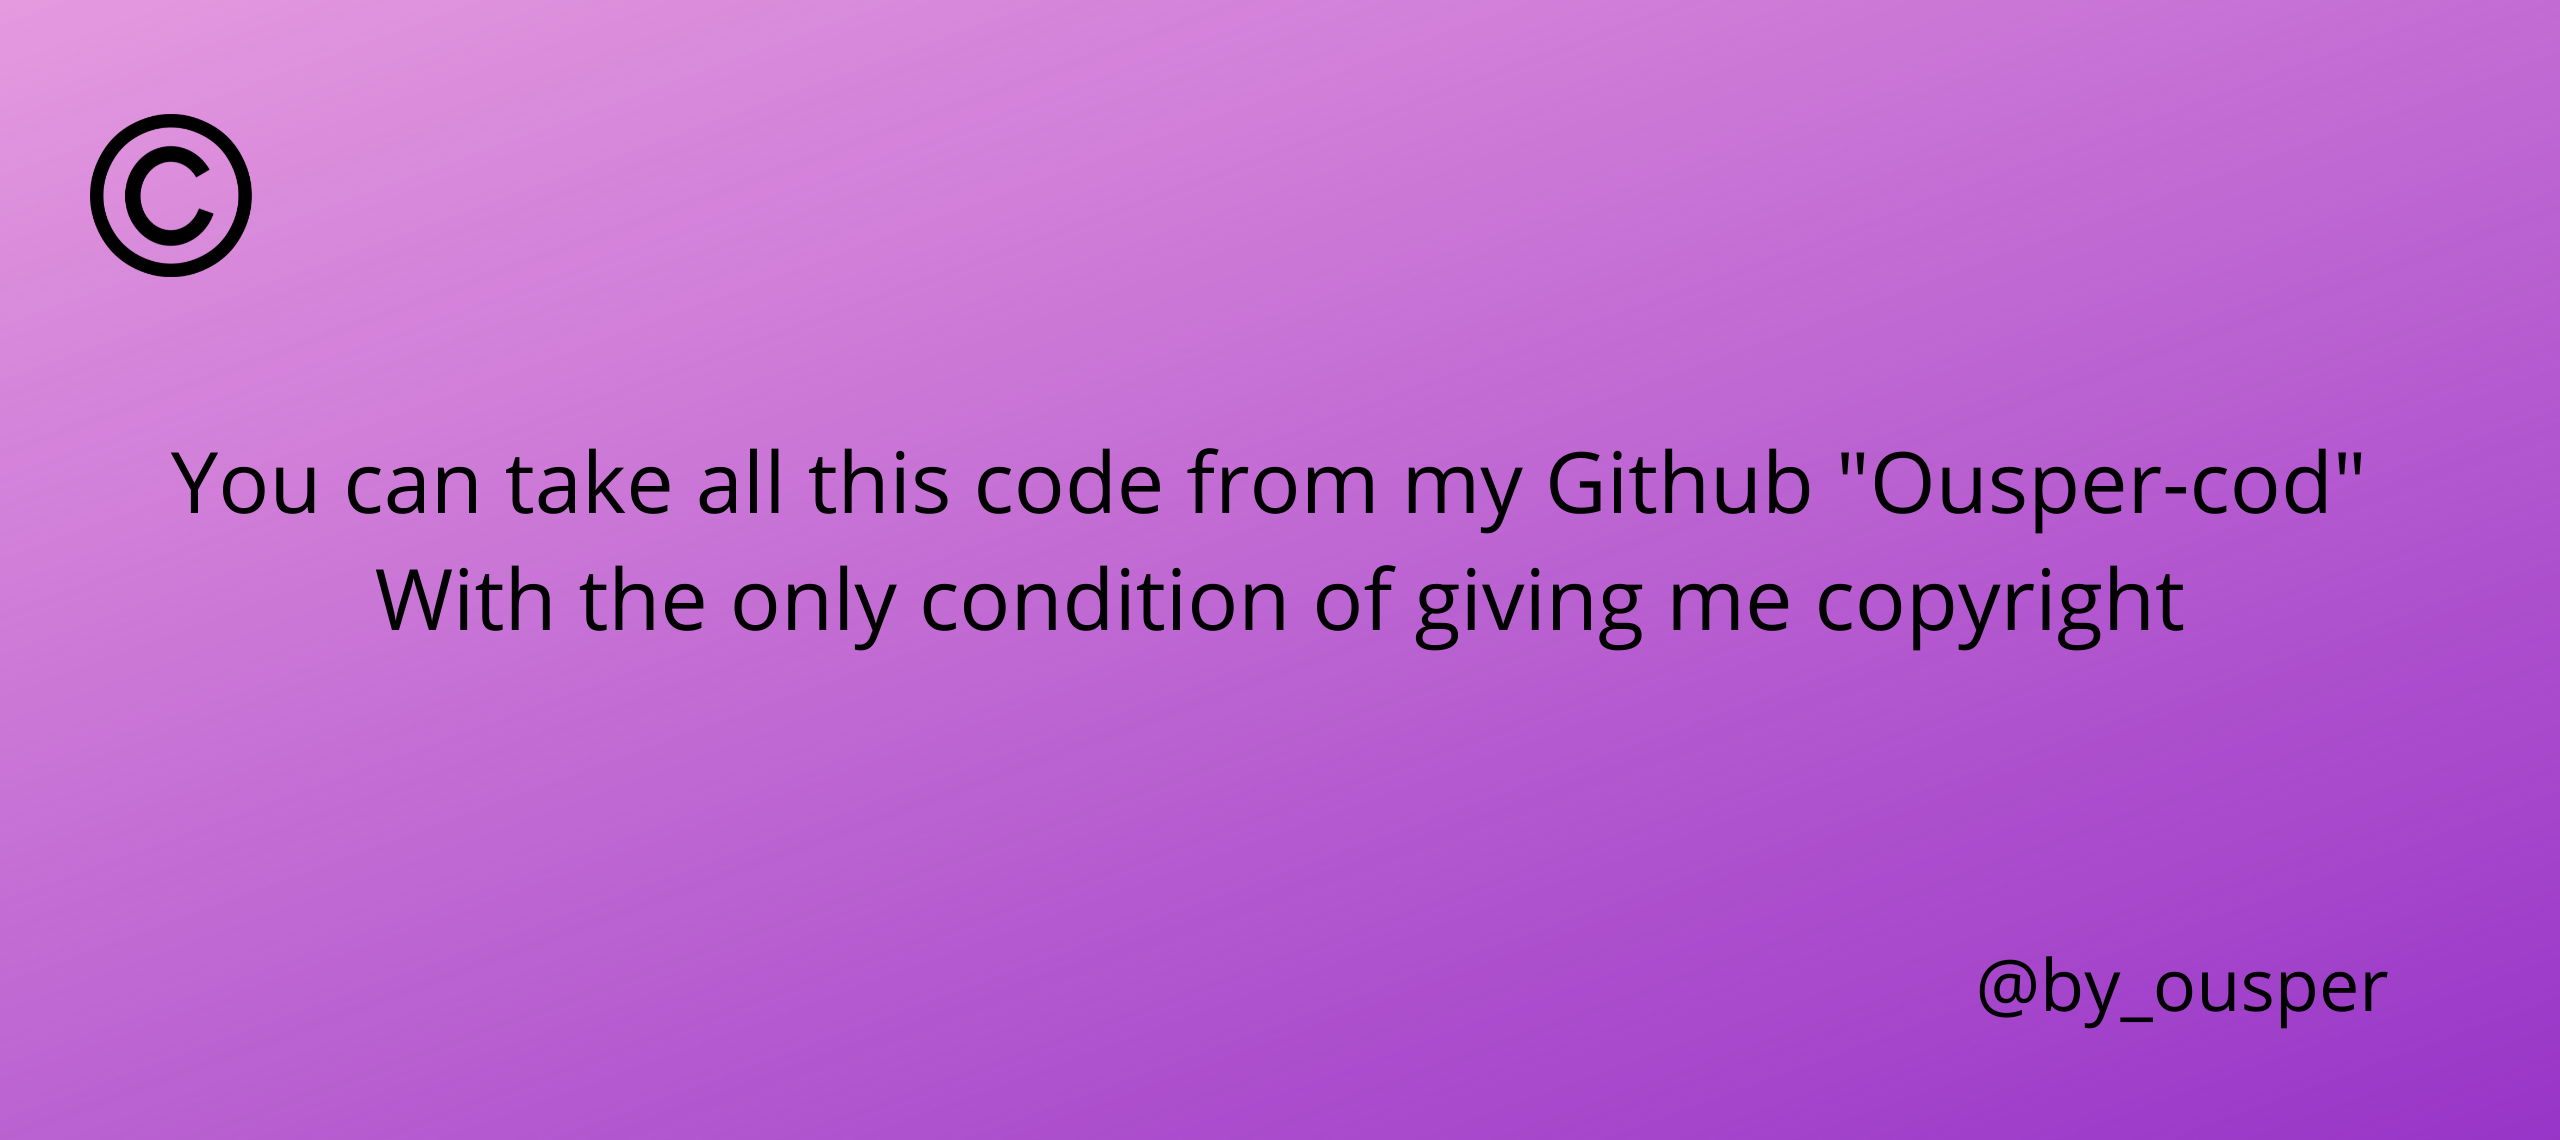 ©
You can take all this code from my Github "Ousper-cod"
With the only condition of giving me copyright
@by_ousper